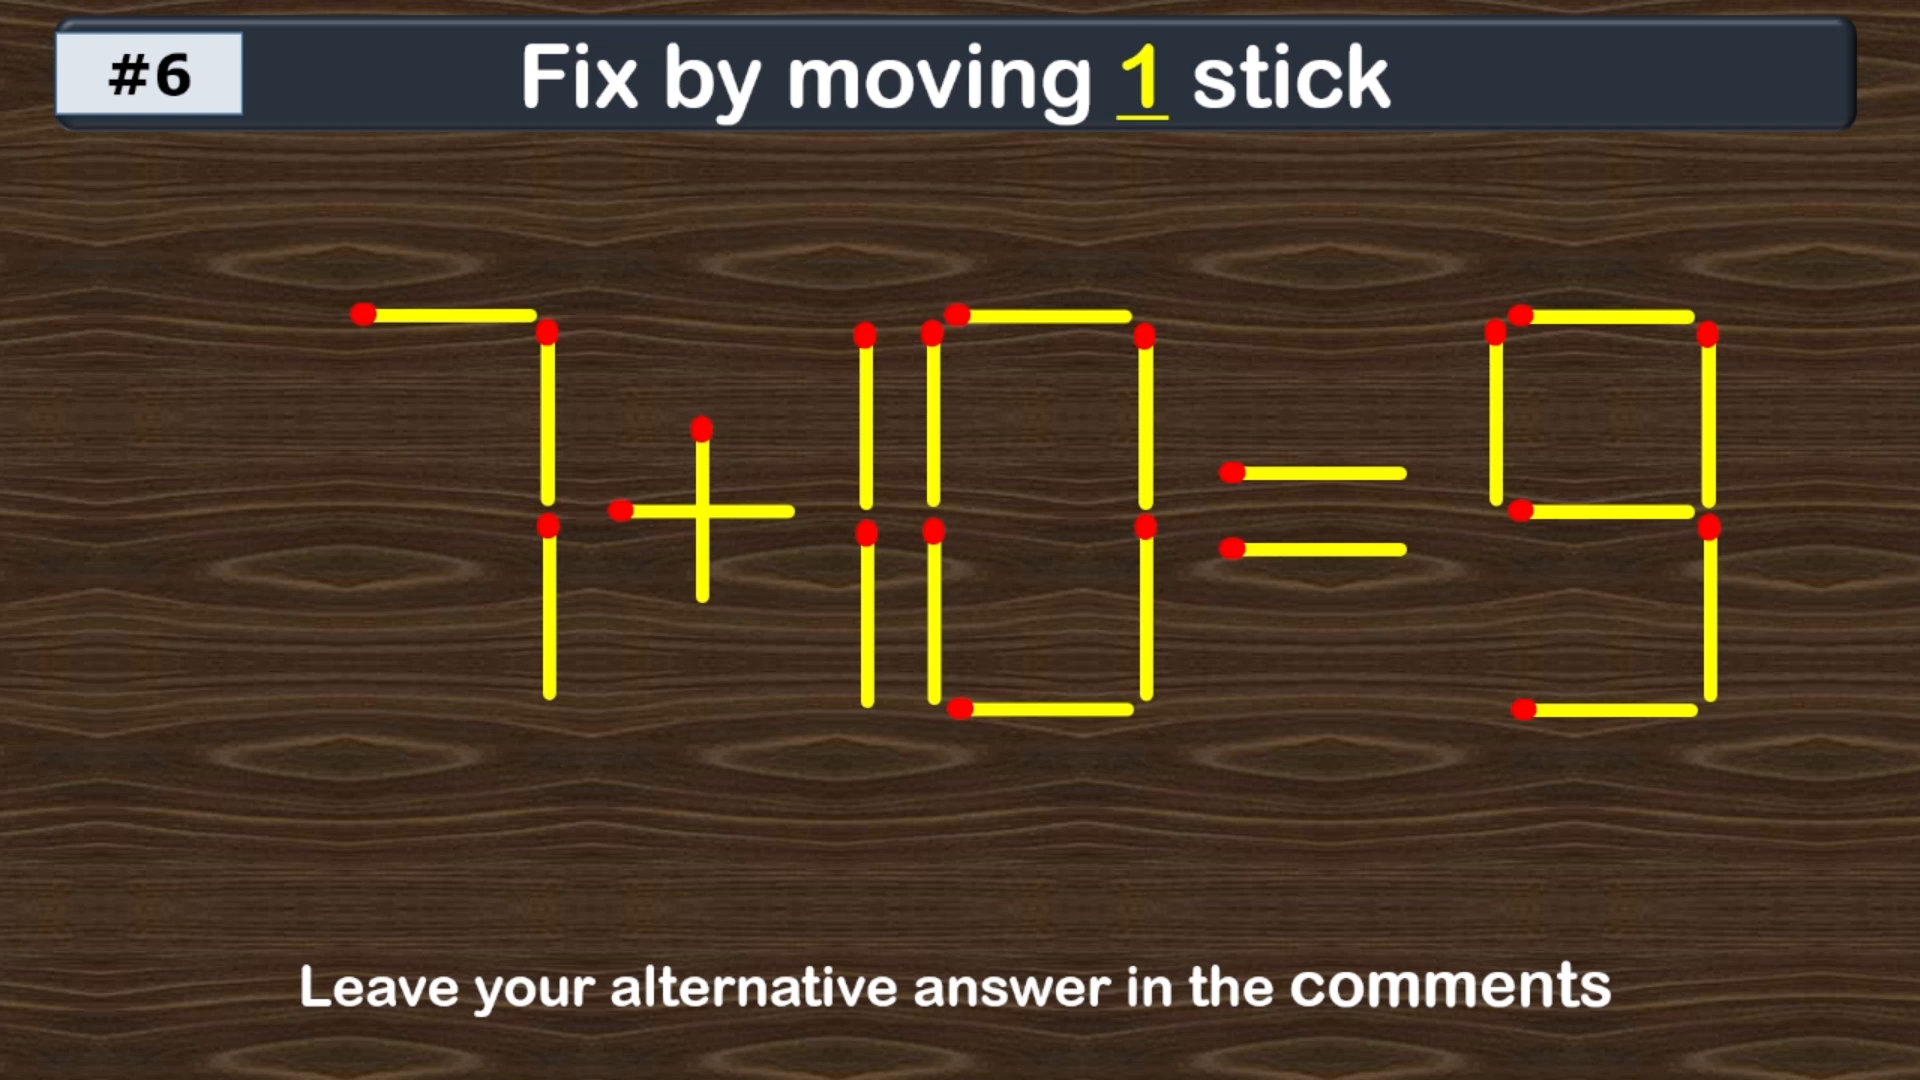 #6
Fix by moving 1 stick
7+10=9
Leave your alternative answer in the comments